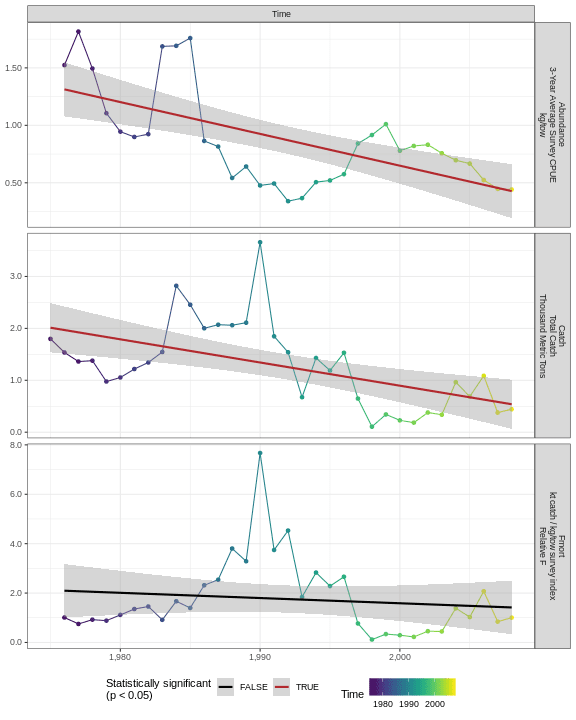 Time
1.50
1.00
0.50
Abundance
3-Year Average Survey CPUE
kg/tow
3.0
2.0
1.0
0.0
Catch
Total Catch
Thousand Metric Tons
8.0
6.0
4.0
2.0
0.0
Fmort
kt catch / kg/tow survey index
Relative F
1,980
1,990
2,000
Statistically significant
(p < 0.05)
FALSE
TRUE
Time
1980 1990 2000